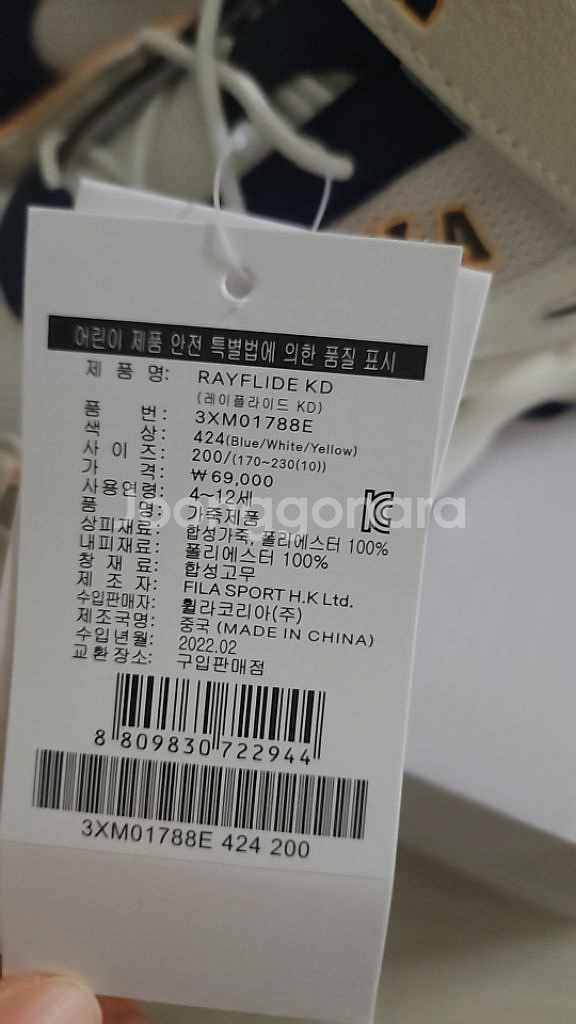 어린이 제품 안전 특별법에 의한 품질 표시
제 품 명: RAYFLIDE KD
(레이플라이드 KD)
품 번: 3XM01788E
색 상: 424(Blue/White/Yellow)
사 이 즈: 200/(170~230(10))
가 격: ₩69,000
사용연령: 4~12세
품 명: 가죽제품
상피재료: 합성가죽, 폴리에스터 100%
내피재료: 폴리에스터 100%
창 재 료: 합성고무
제 조 자: FILA SPORT H.K Ltd.
수입판매자: 휠라코리아(주)
제조국명: 중국 (MADE IN CHINA)
수입년월: 2022.02
교환장소: 구입판매점
8 809830 722944
3XM01788E 424 200
Joonggonara